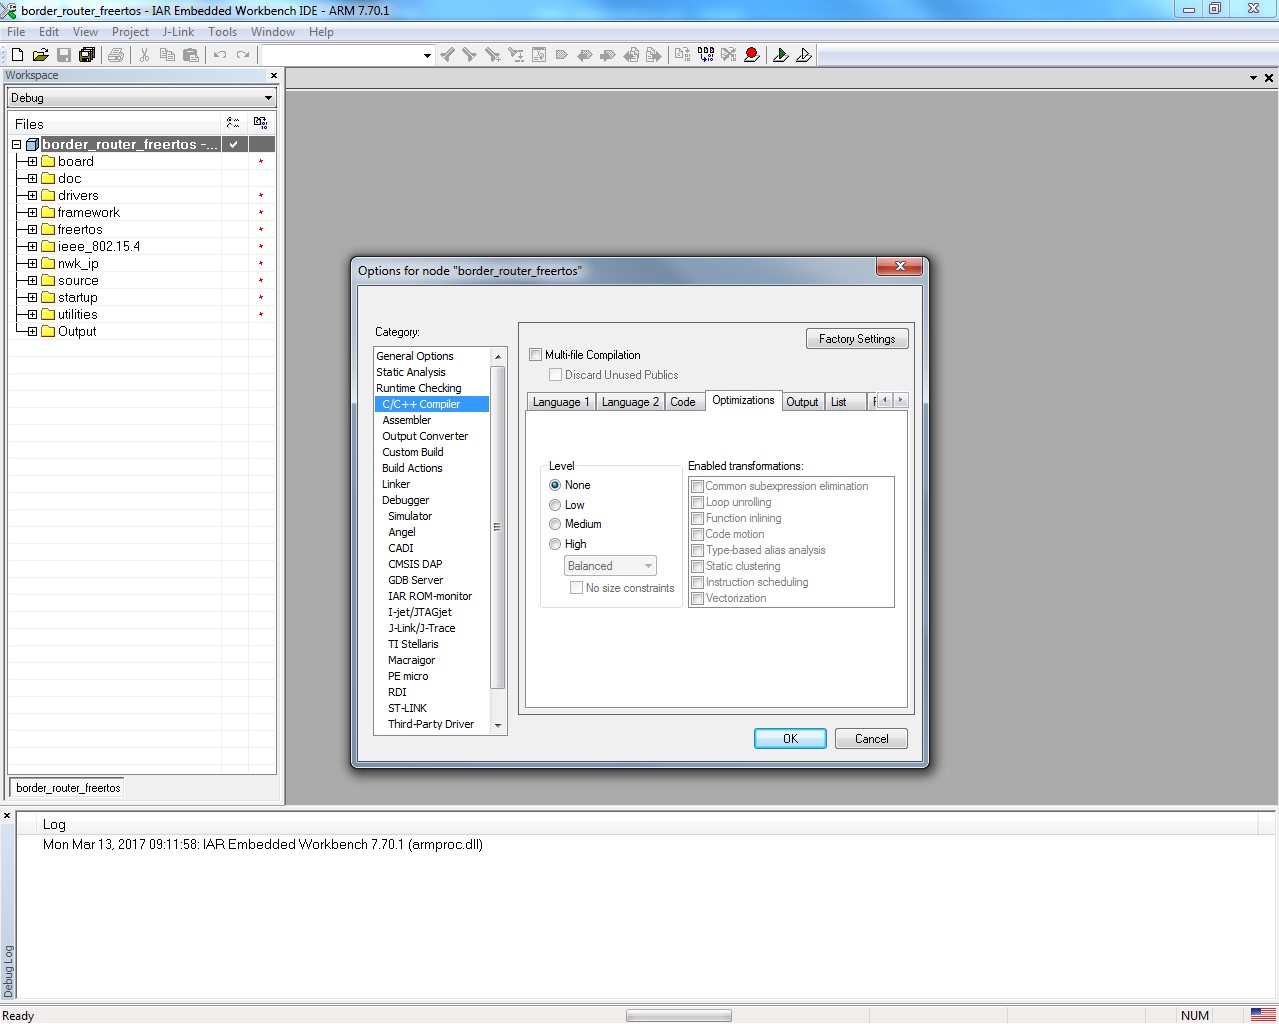 border_router_freertos - IAR Embedded Workbench IDE - ARM 7.70.1
File Edit View Project J-Link Tools Window Help
Workspace
Debug
Files
border_router_freertos -...
board
doc
drivers
framework
freertos
ieee_802.15.4
nwk_ip
source
startup
utilities
Output
border_router_freertos
Options for node "border_router_freertos"
Category:
General Options
Static Analysis
Runtime Checking
C/C++ Compiler
Assembler
Output Converter
Custom Build
Build Actions
Linker
Debugger
Simulator
Angel
CADI
CMSIS DAP
GDB Server
IAR ROM-monitor
I-jet/JTAGjet
J-Link/J-Trace
TI Stellaris
Macraigor
PE micro
RDI
ST-LINK
Third-Party Driver
Factory Settings
Multi-file Compilation
Discard Unused Publics
Language 1 Language 2 Code Optimizations Output List
Level
None
Low
Medium
High
Balanced
No size constraints
Enabled transformations:
Common subexpression elimination
Loop unrolling
Function inlining
Code motion
Type-based alias analysis
Static clustering
Instruction scheduling
Vectorization
OK Cancel
Log
Mon Mar 13, 2017 09:11:58: IAR Embedded Workbench 7.70.1 (armproc.dll)
Debug Log
Ready
NUM